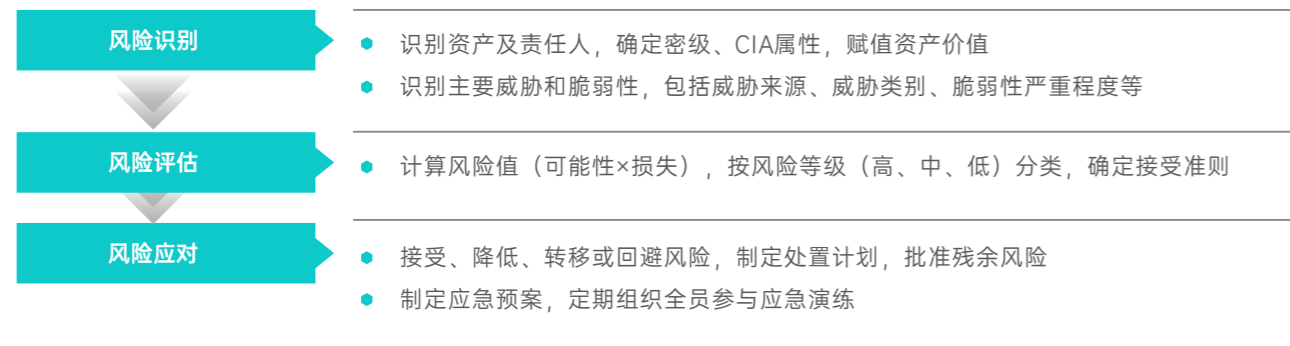 风险识别
识别资产及责任人，确定密级、CIA属性，赋值资产价值
识别主要威胁和脆弱性，包括威胁来源、威胁类别、脆弱性严重程度等
风险评估
计算风险值（可能性×损失），按风险等级（高、中、低）分类，确定接受准则
风险应对
接受、降低、转移或回避风险，制定处置计划，批准残余风险
制定应急预案，定期组织全员参与应急演练